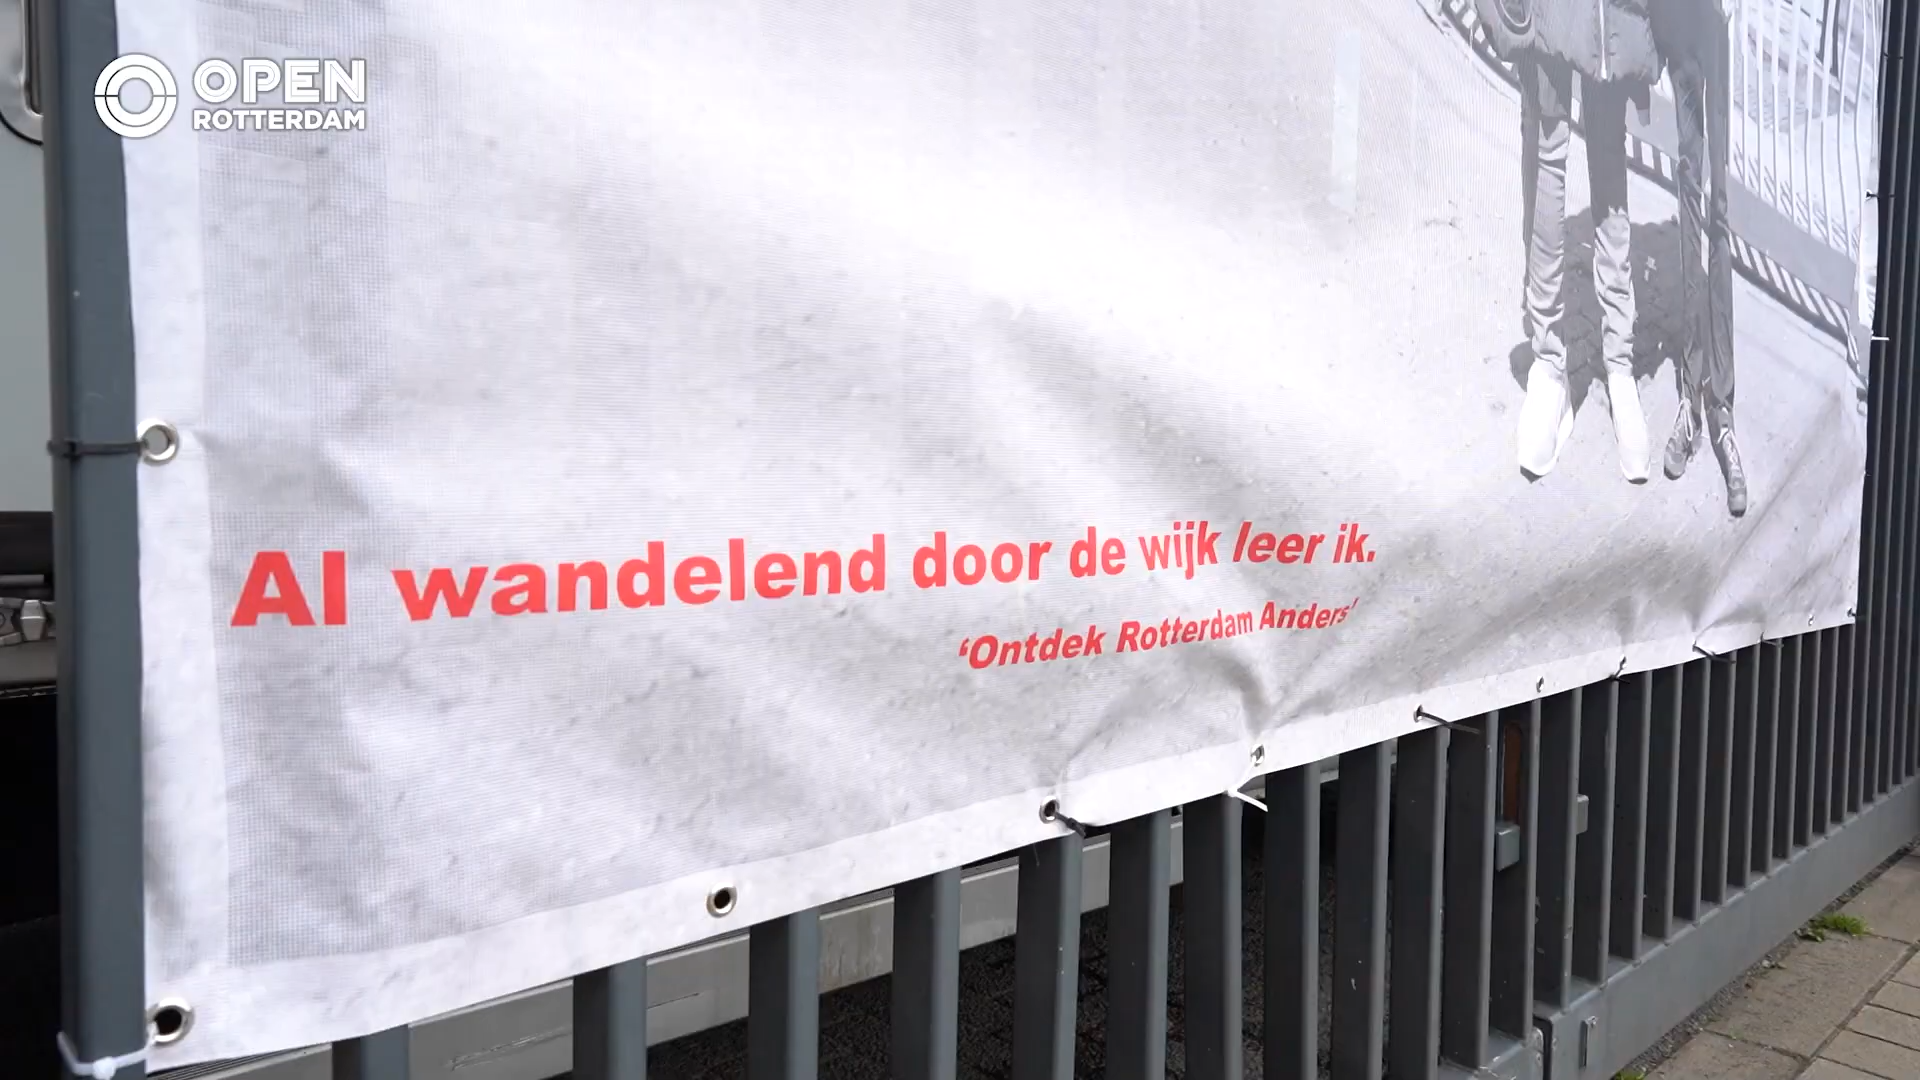 OPEN
ROTTERDAM
Al wandelend door de wijk leer ik.
‘Ontdek Rotterdam Anders’